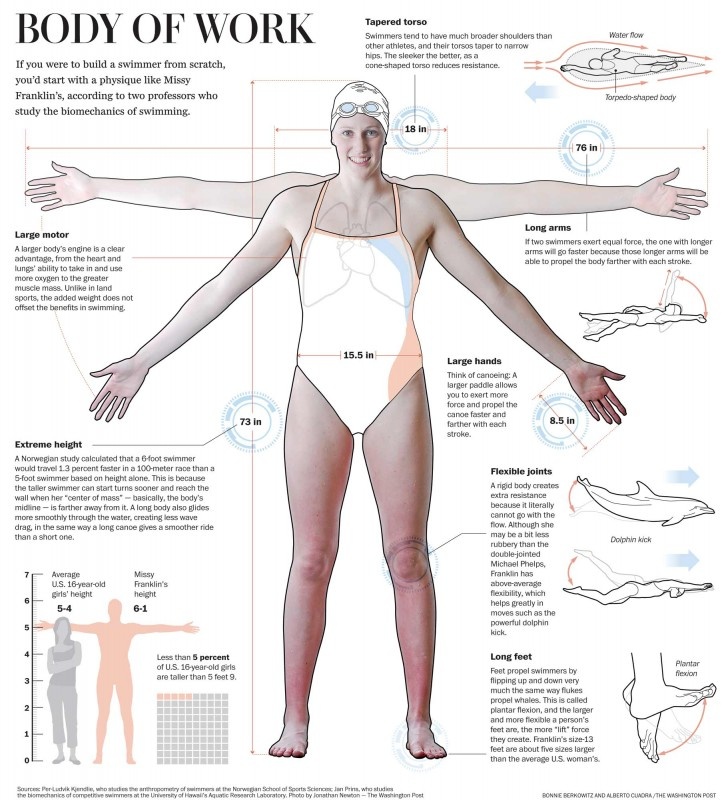 BODY OF WORK
If you were to build a swimmer from scratch,
you'd start with a physique like Missy
Franklin's, according to two professors who
study the biomechanics of swimming.
Tapered torso
Swimmers tend to have much broader shoulders than
other athletes, and their torsos taper to narrow
hips. The sleeker the better, as a
cone-shaped torso reduces resistance.
Water flow
Torpedo-shaped body
18 in
76 in
Large motor
A larger body's engine is a clear
advantage, from the heart and
lungs' ability to take in and use
more oxygen to the greater
muscle mass. Unlike in land
sports, the added weight does not
offset the benefits in swimming.
Long arms
If two swimmers exert equal force, the one with longer
arms will go faster because those longer arms will be
able to propel the body farther with each stroke.
15.5 in
Large hands
Think of canoeing: A
larger paddle allows
you to exert more
force and propel the
canoe faster and
farther with each
stroke.
8.5 in
73 in
Extreme height
A Norwegian study calculated that a 6-foot swimmer
would travel 1.3 percent faster in a 100-meter race than a
5-foot swimmer based on height alone. This is because
the taller swimmer can start turns sooner and reach the
wall when her "center of mass" — basically, the body's
midline — is farther away from it. A long body also glides
more smoothly through the water, creating less wave
drag, in the same way a long canoe gives a smoother ride
than a short one.
Flexible joints
A rigid body creates
extra resistance
because it literally
cannot go with the
flow. Although she
may be a bit less
rubbery than the
double-jointed
Michael Phelps,
Franklin has
above-average
flexibility, which
helps greatly in
moves such as the
powerful dolphin
kick.
Dolphin kick
7
6
5
4
3
2
1
0
Average
U.S. 16-year-old
girls' height
5-4
Missy
Franklin's
height
6-1
Less than 5 percent
of U.S. 16-year-old girls
are taller than 5 feet 9.
Long feet
Feet propel swimmers by
flipping up and down very
much the same way flukes
propel whales. This is called
plantar flexion, and the larger
and more flexible a person's
feet are, the more "lift" force
they create. Franklin's size-13
feet are about five sizes larger
than the average U.S. woman's.
Plantar
flexion
Sources: Per-Ludvik Kjendlie, who studies the anthropometry of swimmers at the Norwegian School of Sports Sciences; Jan Prins, who studies
the biomechanics of competitive swimmers at the University of Hawaii's Aquatic Research Laboratory. Photo by Jonathan Newton — The Washington Post
BONNIE BERKOWITZ AND ALBERTO CUADRA / THE WASHINGTON POST